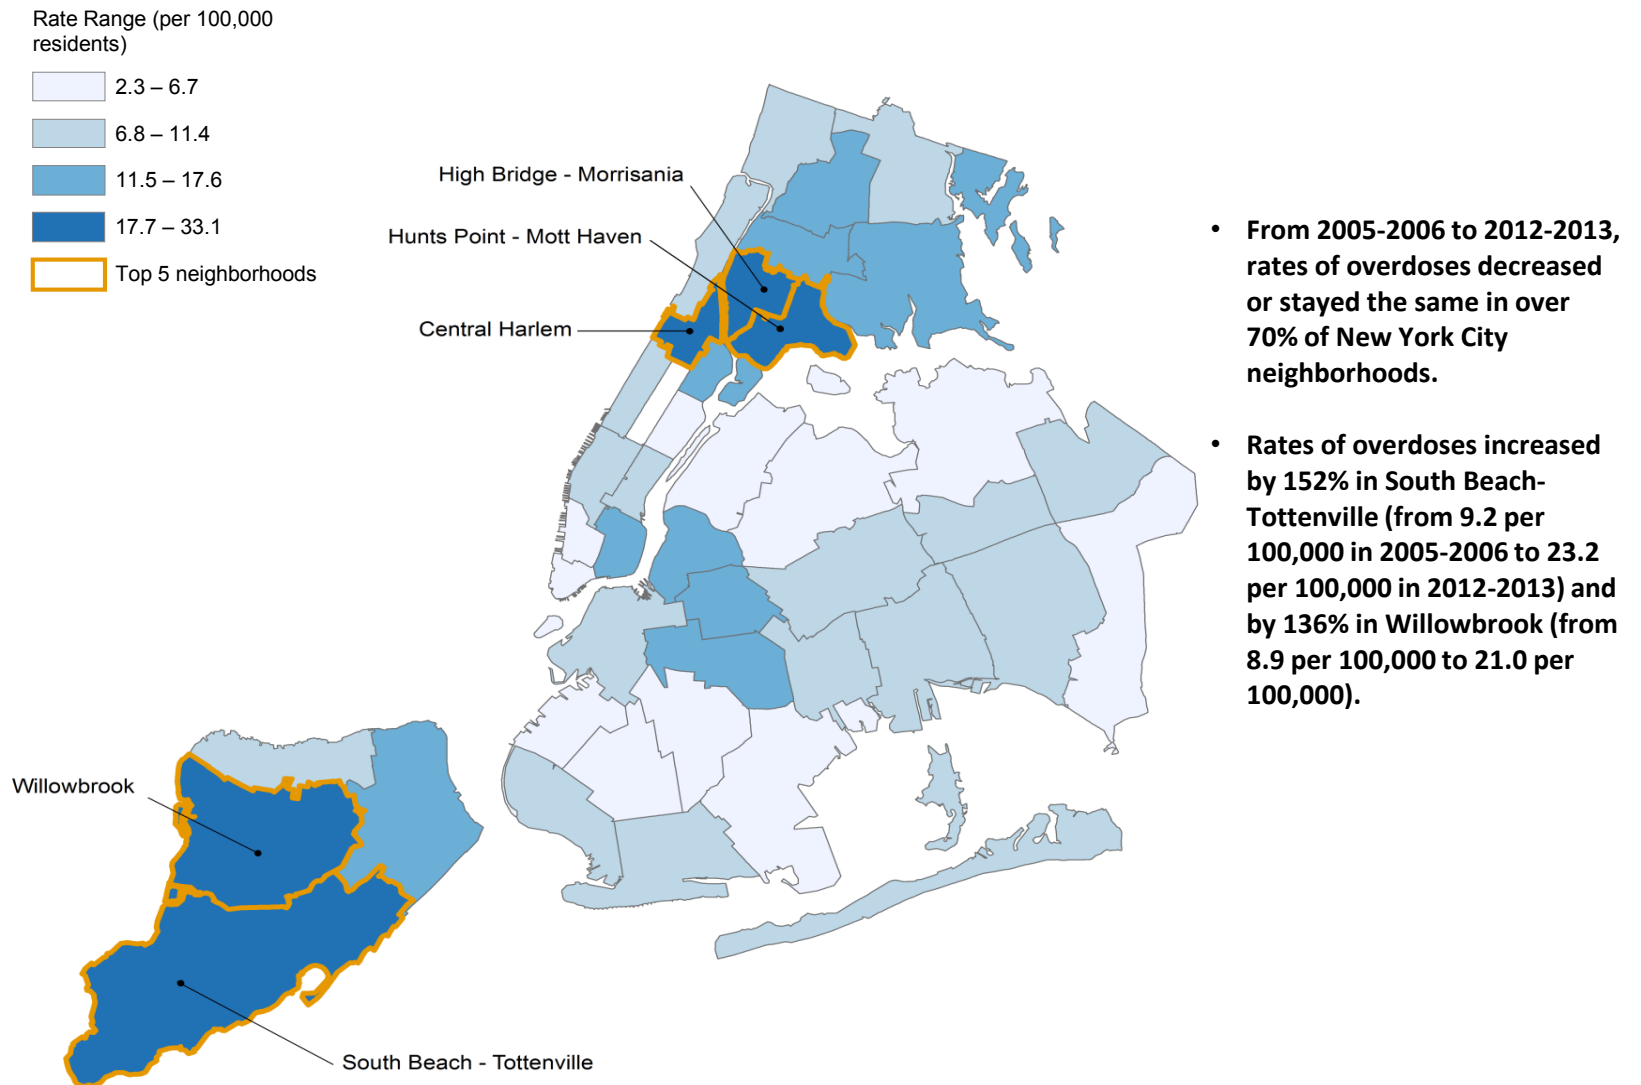 Rate Range (per 100,000
residents)
2.3 – 6.7
6.8 – 11.4
11.5 – 17.6
17.7 – 33.1
Top 5 neighborhoods
High Bridge - Morrisania
Hunts Point - Mott Haven
Central Harlem
Willowbrook
South Beach - Tottenville
• From 2005-2006 to 2012-2013,
rates of overdoses decreased
or stayed the same in over
70% of New York City
neighborhoods.
• Rates of overdoses increased
by 152% in South Beach-
Tottenville (from 9.2 per
100,000 in 2005-2006 to 23.2
per 100,000 in 2012-2013) and
by 136% in Willowbrook (from
8.9 per 100,000 to 21.0 per
100,000).